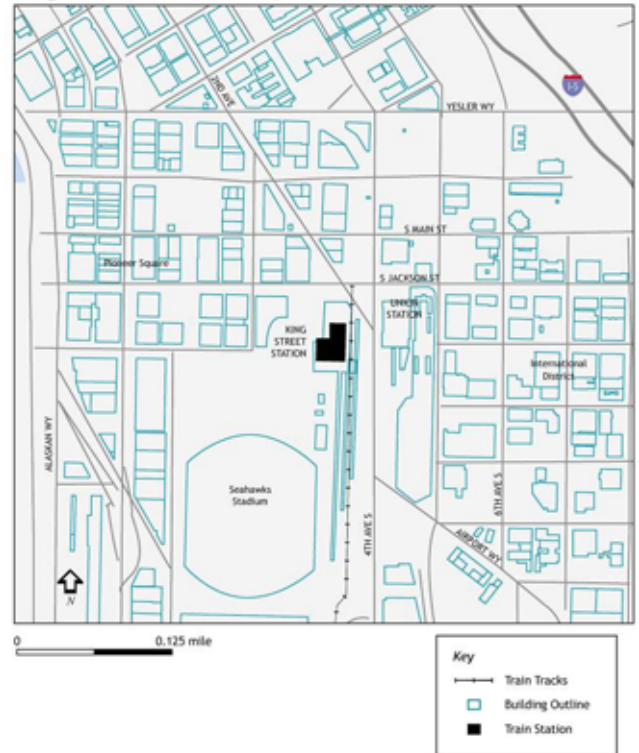 I-5
2ND AVE
YESLER WY
S MAIN ST
Pioneer Square
S JACKSON ST
UNION
STATION
KING
STREET
STATION
International
District
ALASKAN WY
Seahawks
Stadium
4TH AVE S
6TH AVE S
AIRPORT WY
N
0
0.125 mile
Key
Train Tracks
Building Outline
Train Station